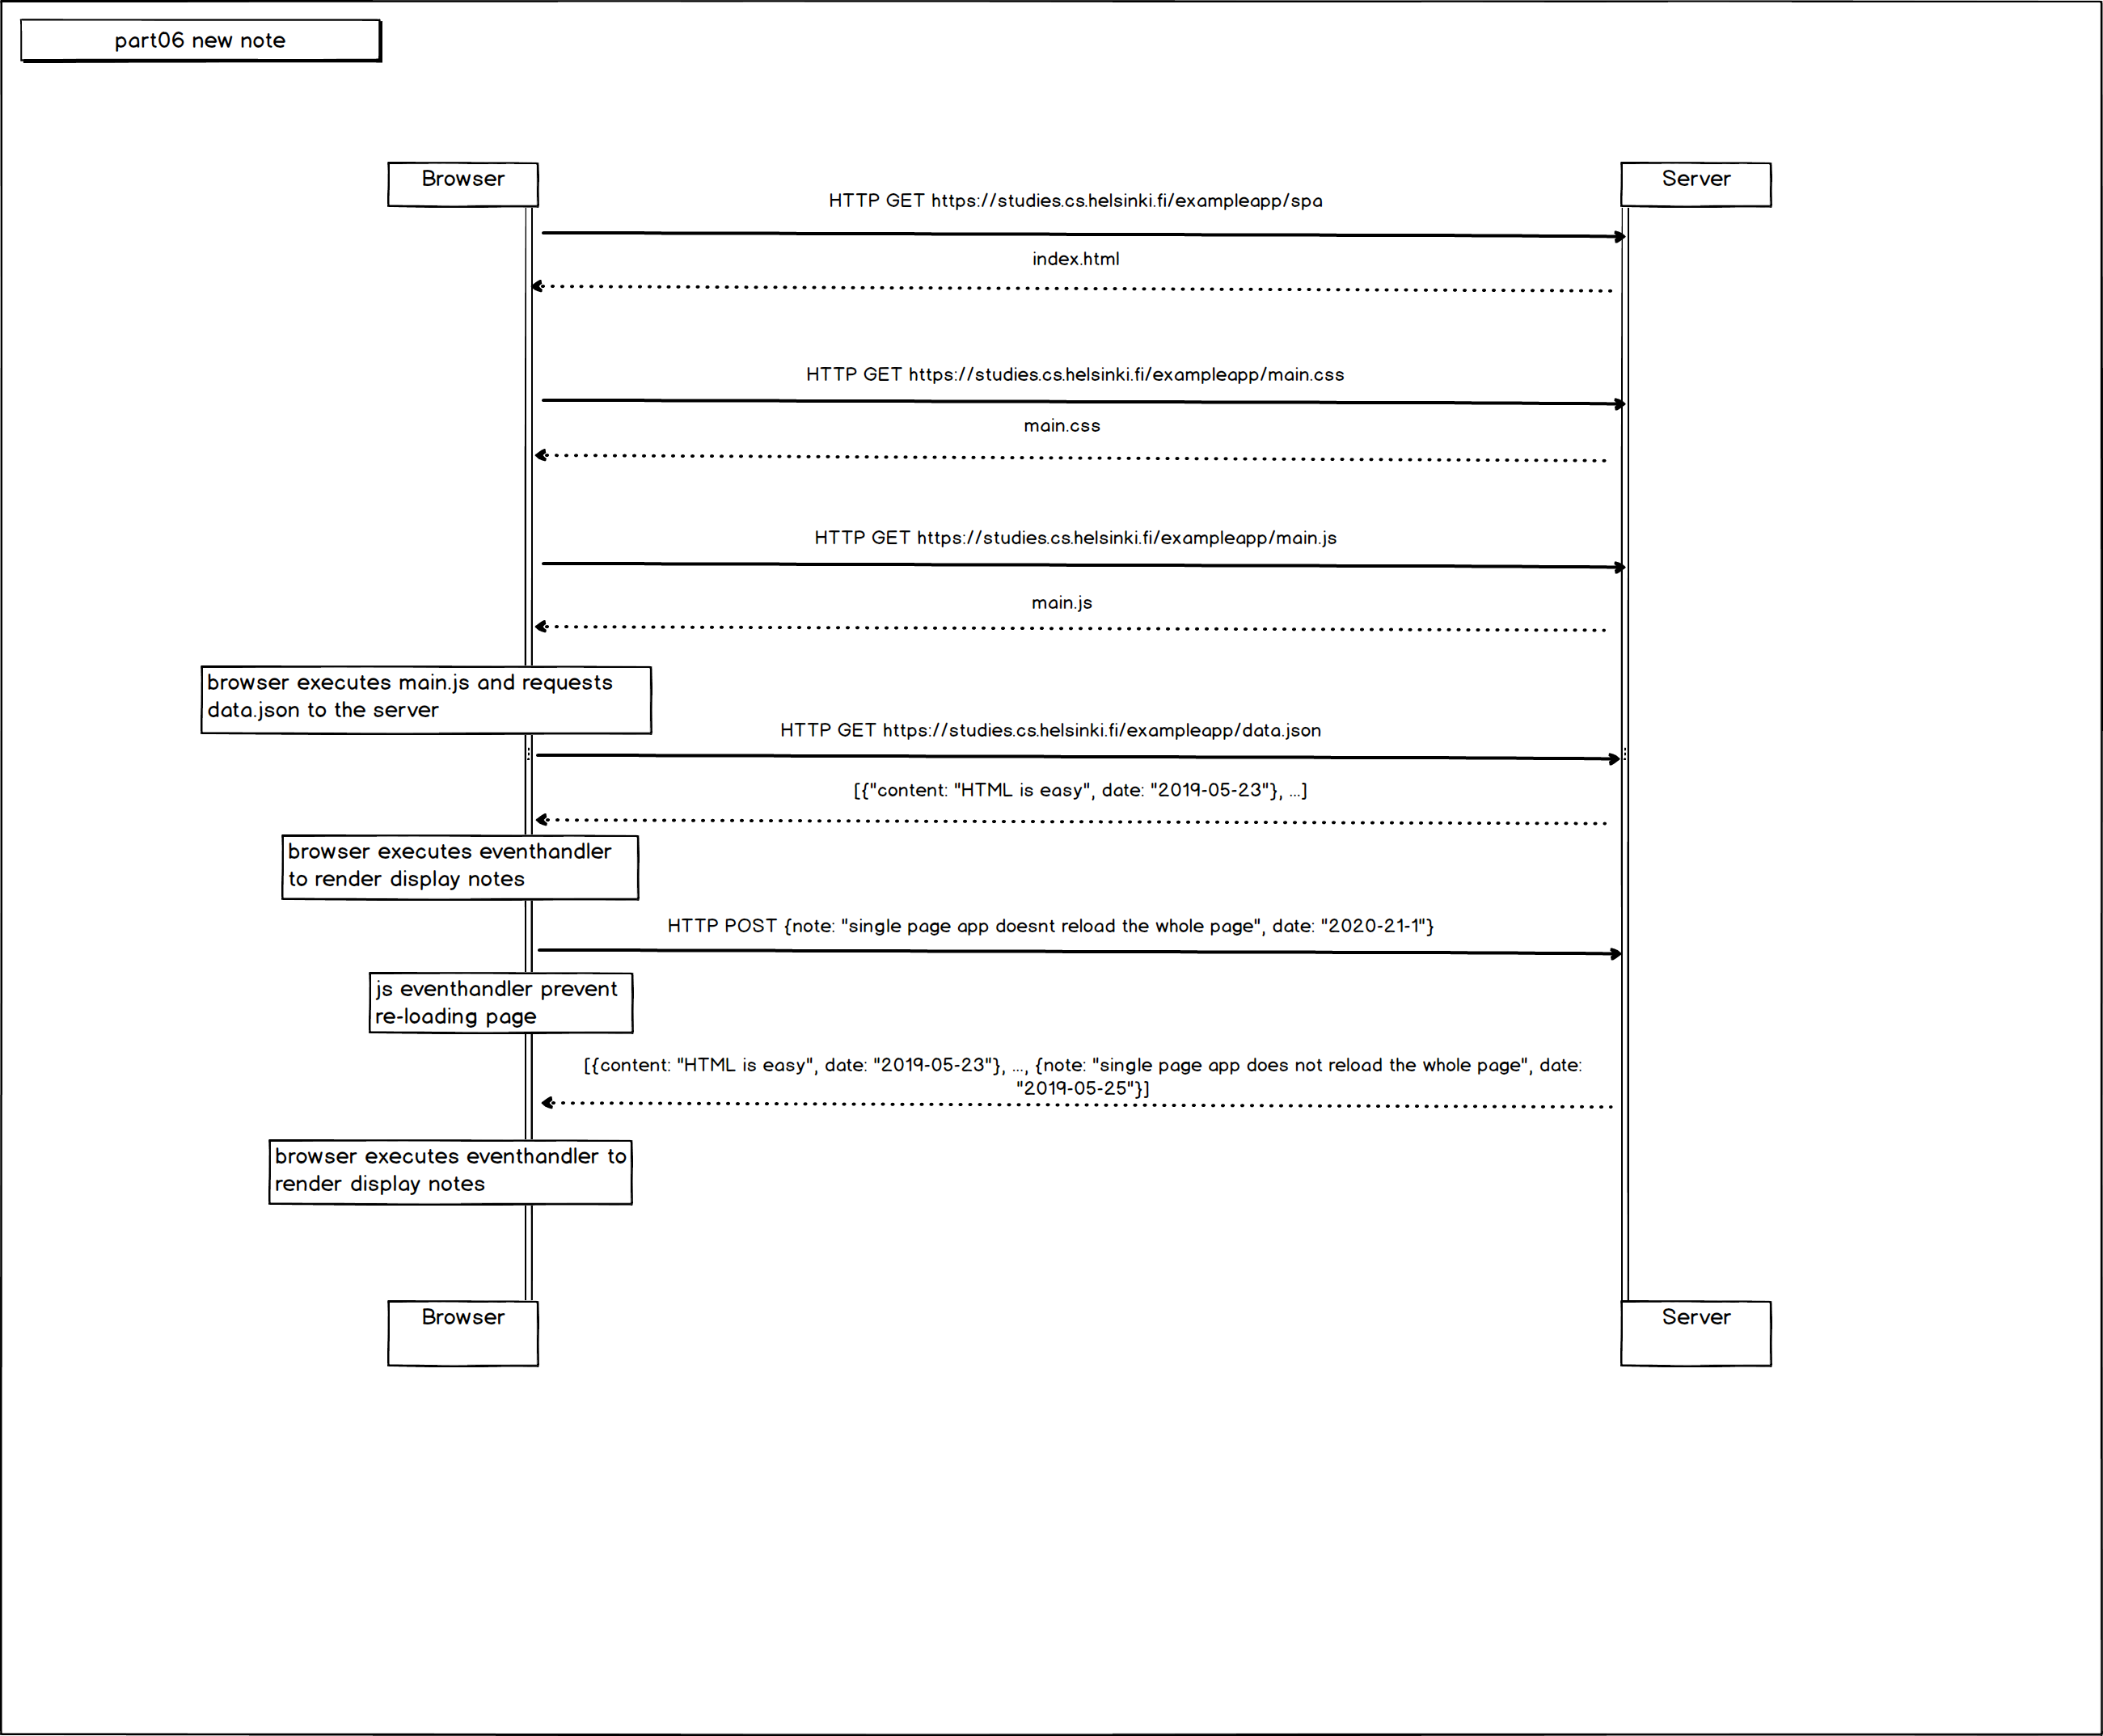 part06 new note
Browser
Server
HTTP GET https://studies.cs.helsinki.fi/exampleapp/spa
index.html
HTTP GET https://studies.cs.helsinki.fi/exampleapp/main.css
main.css
HTTP GET https://studies.cs.helsinki.fi/exampleapp/main.js
main.js
browser executes main.js and requests
data.json to the server
HTTP GET https://studies.cs.helsinki.fi/exampleapp/data.json
[{"content: "HTML is easy", date: "2019-05-23"}, ...]
browser executes eventhandler
to render display notes
HTTP POST {note: "single page app doesnt reload the whole page", date: "2020-21-1"}
js eventhandler prevent
re-loading page
[{content: "HTML is easy", date: "2019-05-23"}, ..., {note: "single page app does not reload the whole page", date:
"2019-05-25"}]
browser executes eventhandler to
render display notes
Browser
Server